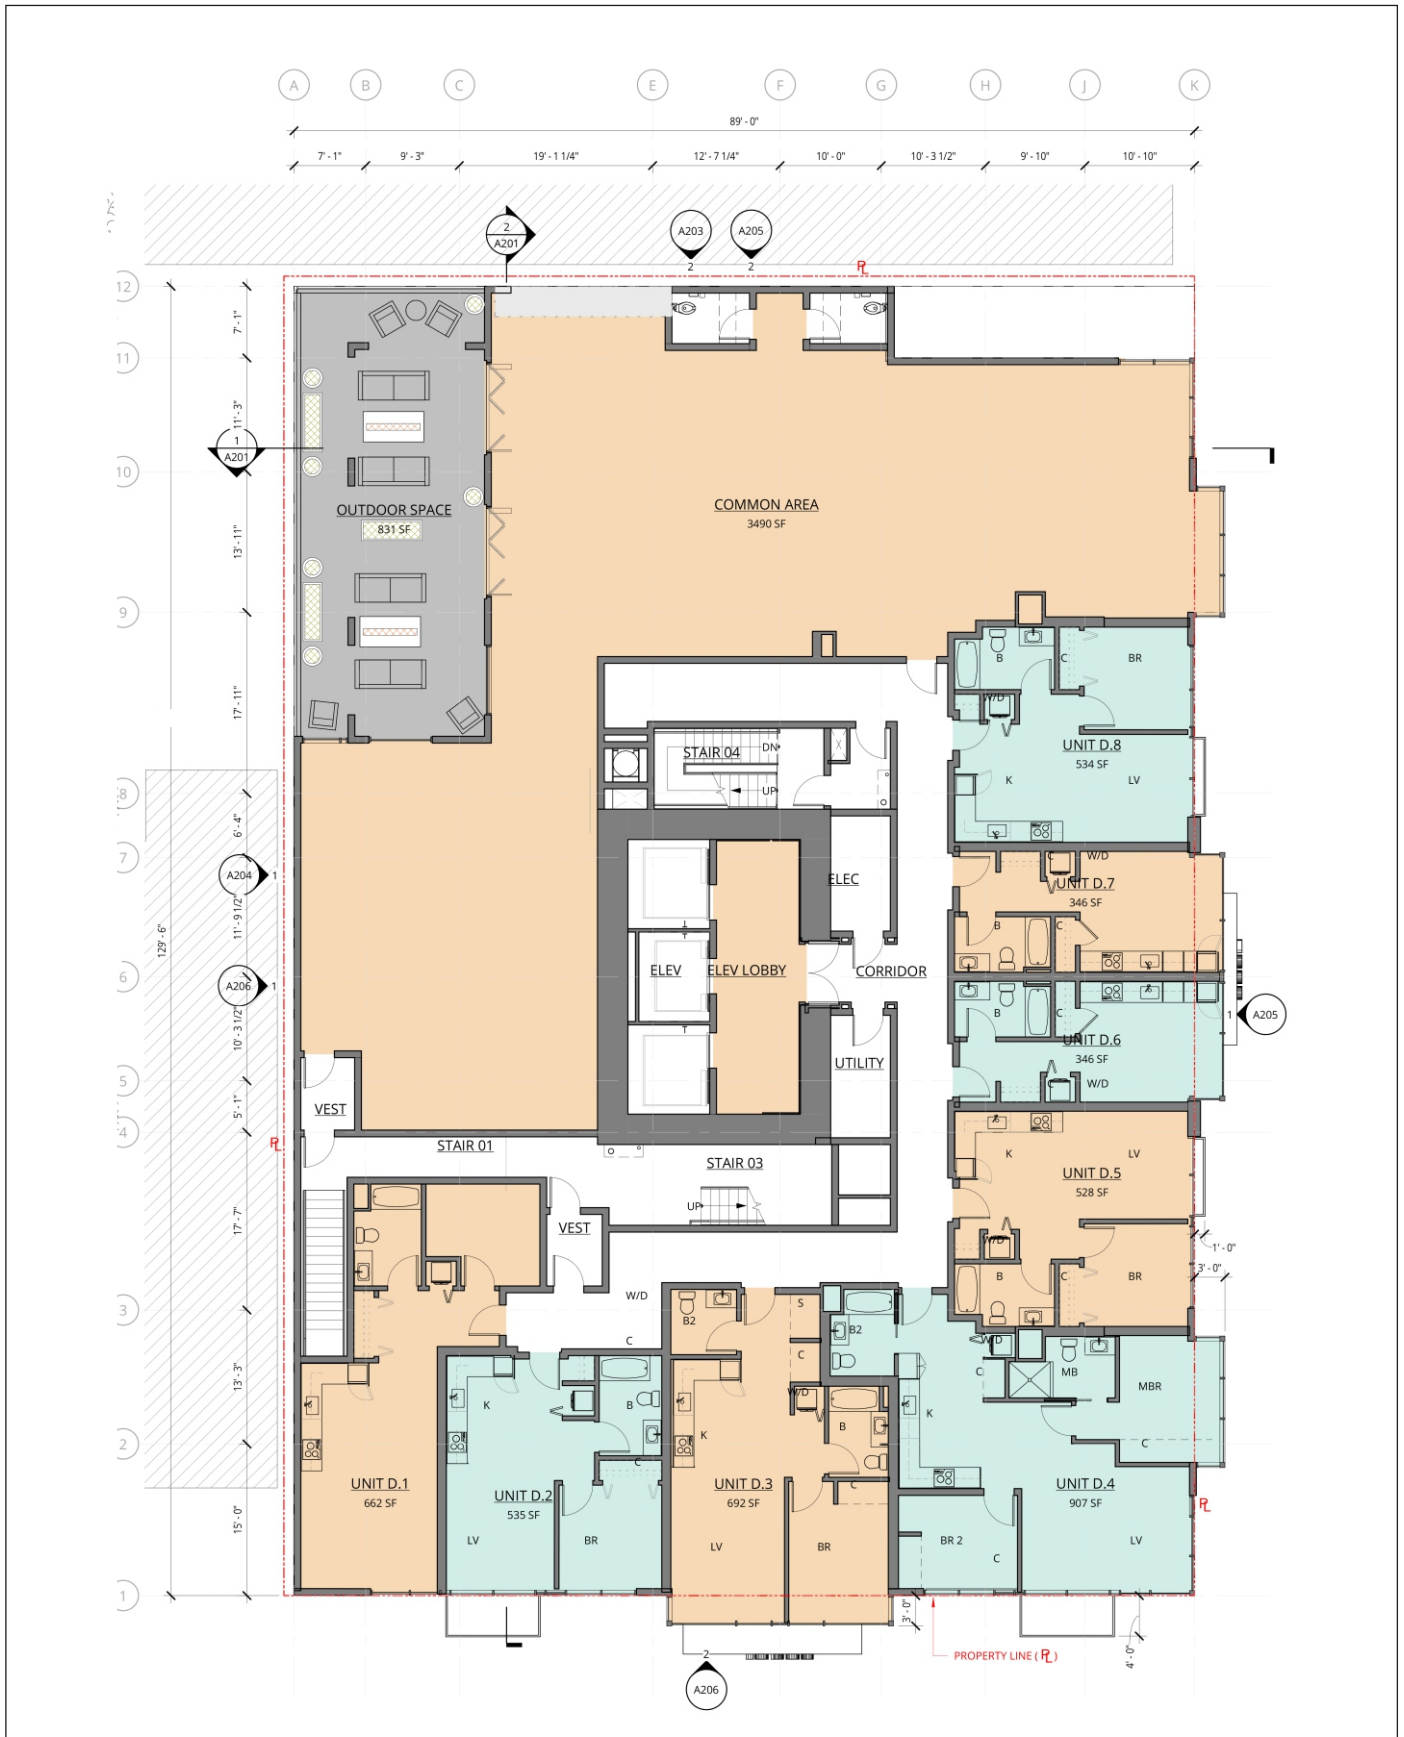 A B C E F G H J K
89' - 0"
7' - 1" 9' - 3" 19' - 1 1/4" 12' - 7 1/4" 10' - 0" 10' - 3 1/2" 9' - 10" 10' - 10"
2
A201
A203
2
A205
2
PL
12
7' - 1"
11
11' - 3"
1
A201
10
13' - 11"
OUTDOOR SPACE
831 SF
COMMON AREA
3490 SF
9
17' - 11"
B C BR
W/D
UNIT D.8
534 SF
K LV
STAIR 04
DN
UP
8
6' - 4"
7
A204
1
11' - 9 1/2"
129' - 6"
ELEC
C W/D
UNIT D.7
346 SF
B C
6
A206
1
ELEV
ELEV LOBBY
CORRIDOR
10' - 3 1/2"
B C
UNIT D.6
346 SF
W/D
1
A205
UTILITY
C
5
VEST
5' - 1"
4
PL
STAIR 01
STAIR 03
UP
K LV
UNIT D.5
528 SF
17' - 7"
VEST
W/D
1' - 0"
3' - 0"
B C BR
3
W/D
C
B2
S
C
B2
W/D
C
MB
MBR
C
13' - 3"
K
B
C
W/D
K
B
C
K
2
UNIT D.1
662 SF
UNIT D.2
535 SF
UNIT D.3
692 SF
UNIT D.4
907 SF
PL
15' - 0"
LV BR LV BR BR 2 C LV
1
3' - 0"
4' - 0"
PROPERTY LINE ( PL )
2
A206